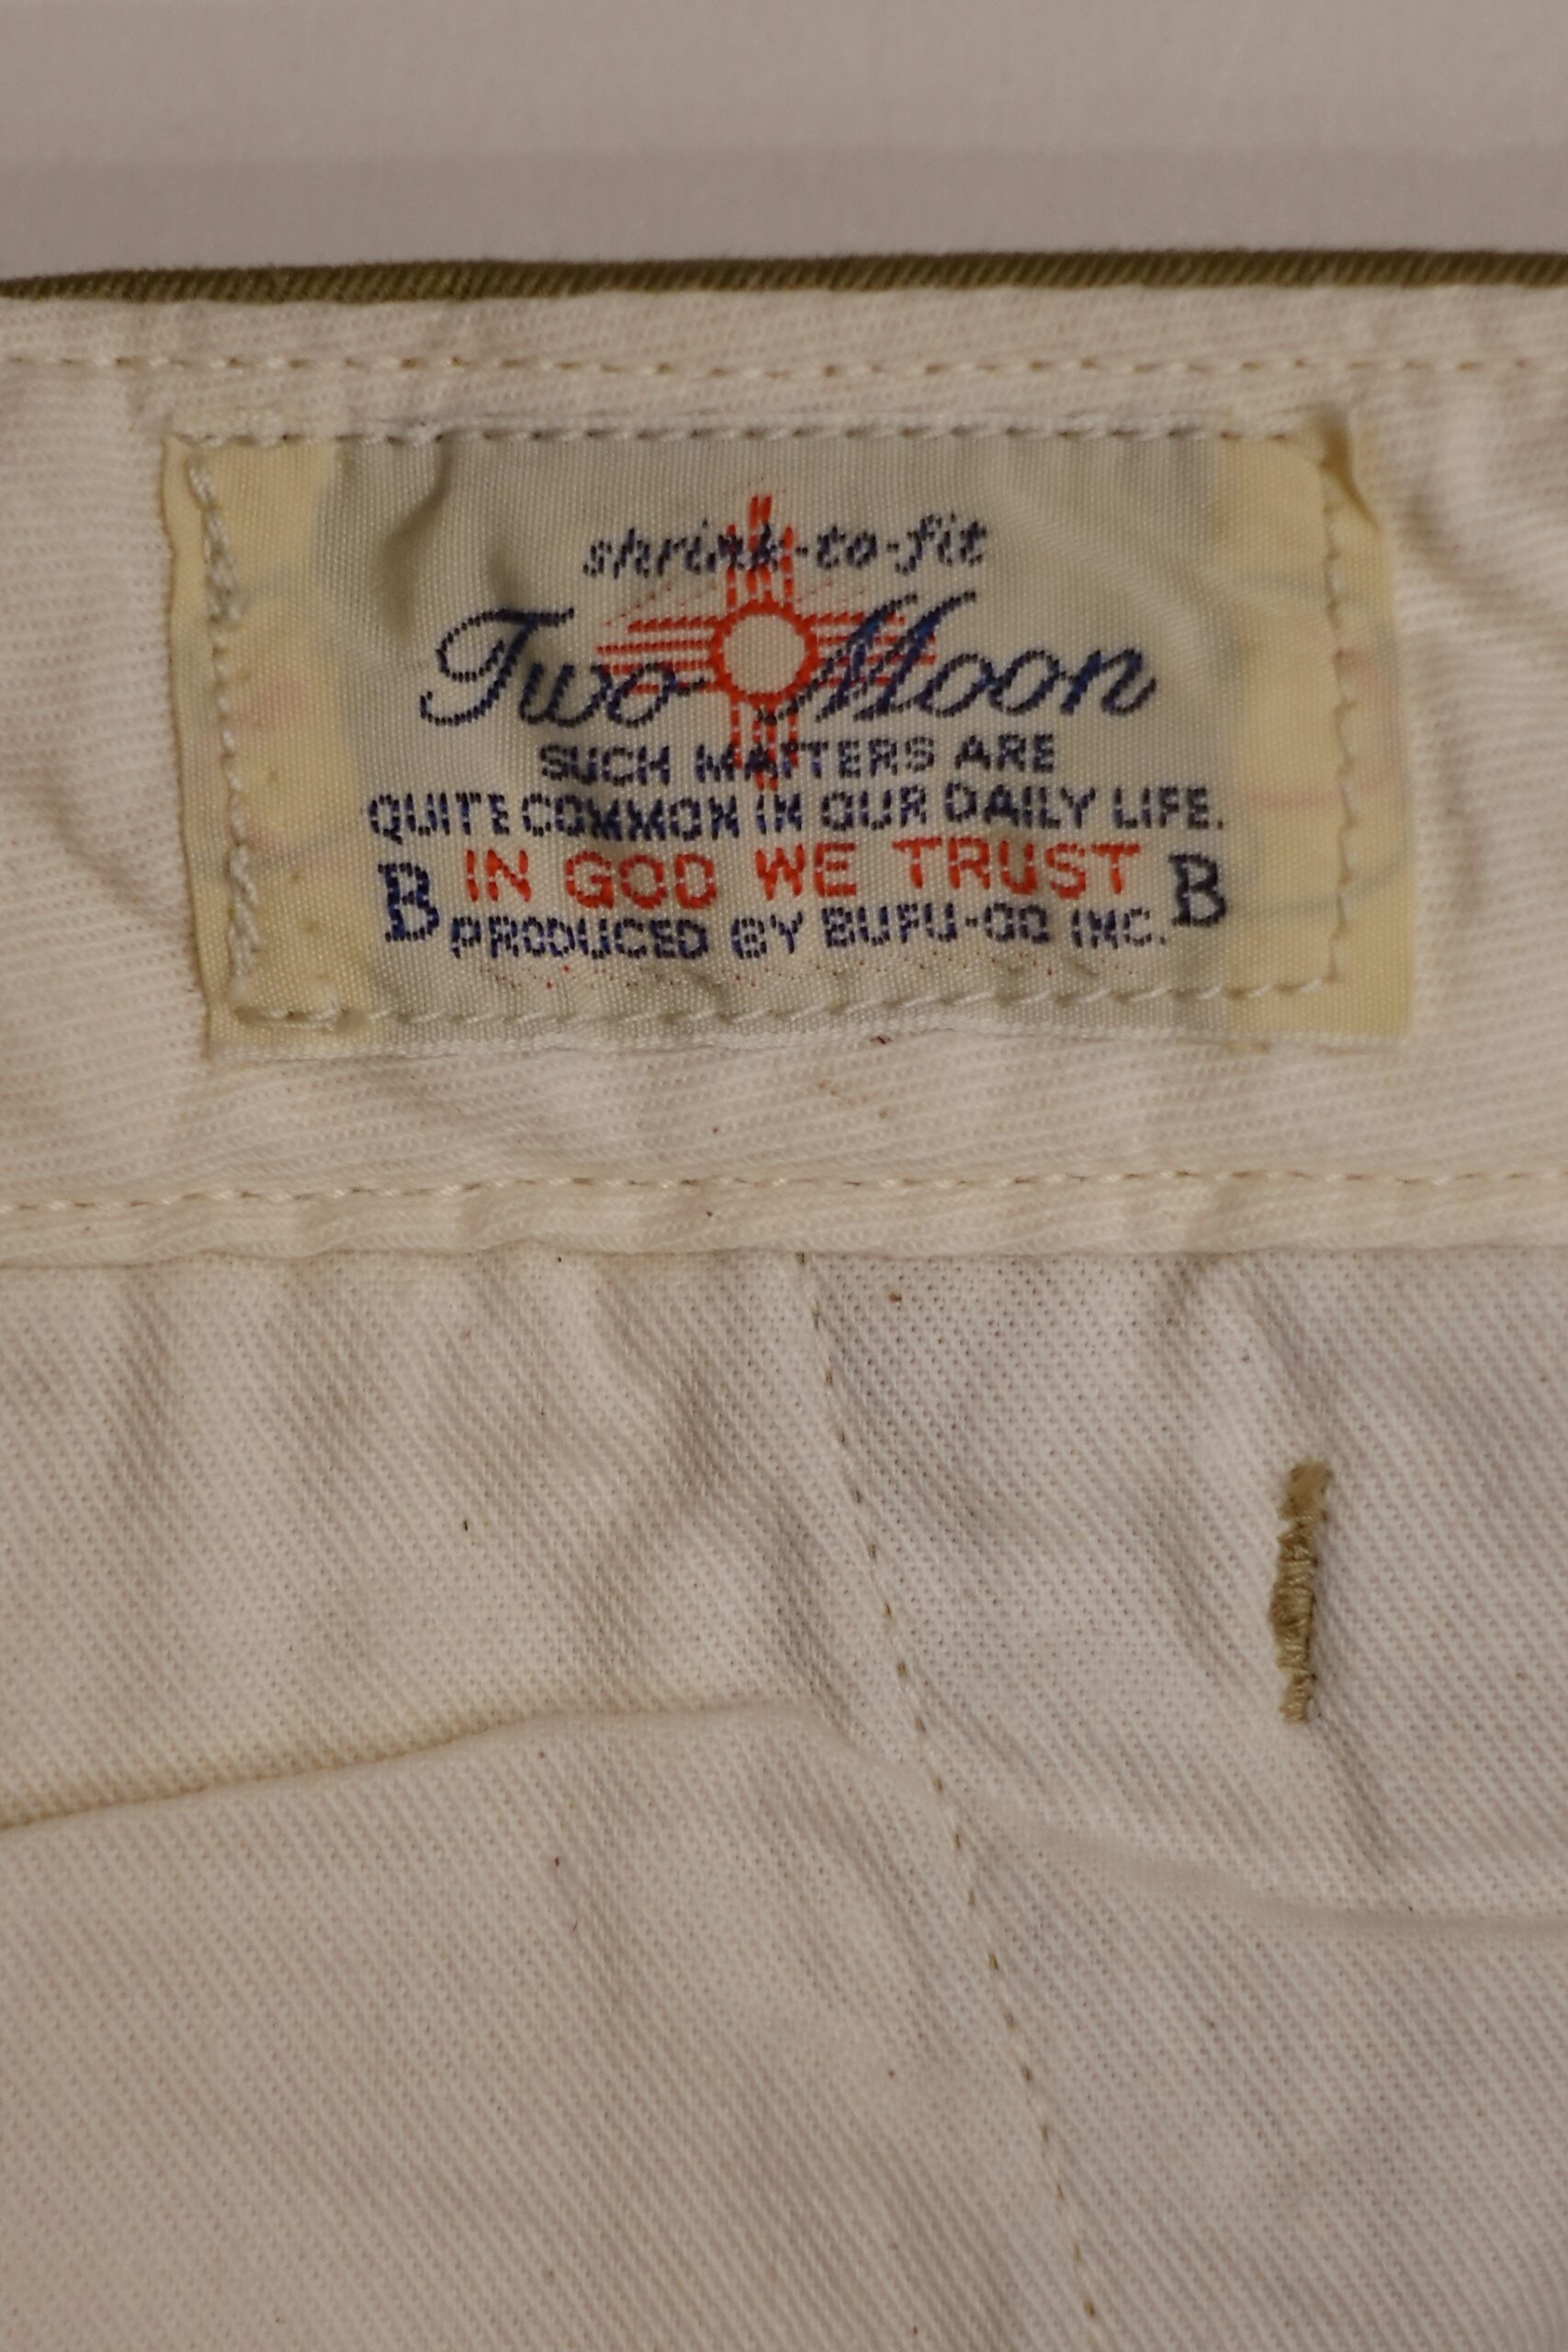 shrink-to-fit
Two Moon
SUCH MATTERS ARE
QUITE COMMON IN OUR DAILY LIFE.
B IN GOD WE TRUST B
PRODUCED BY BUFU-GO INC.